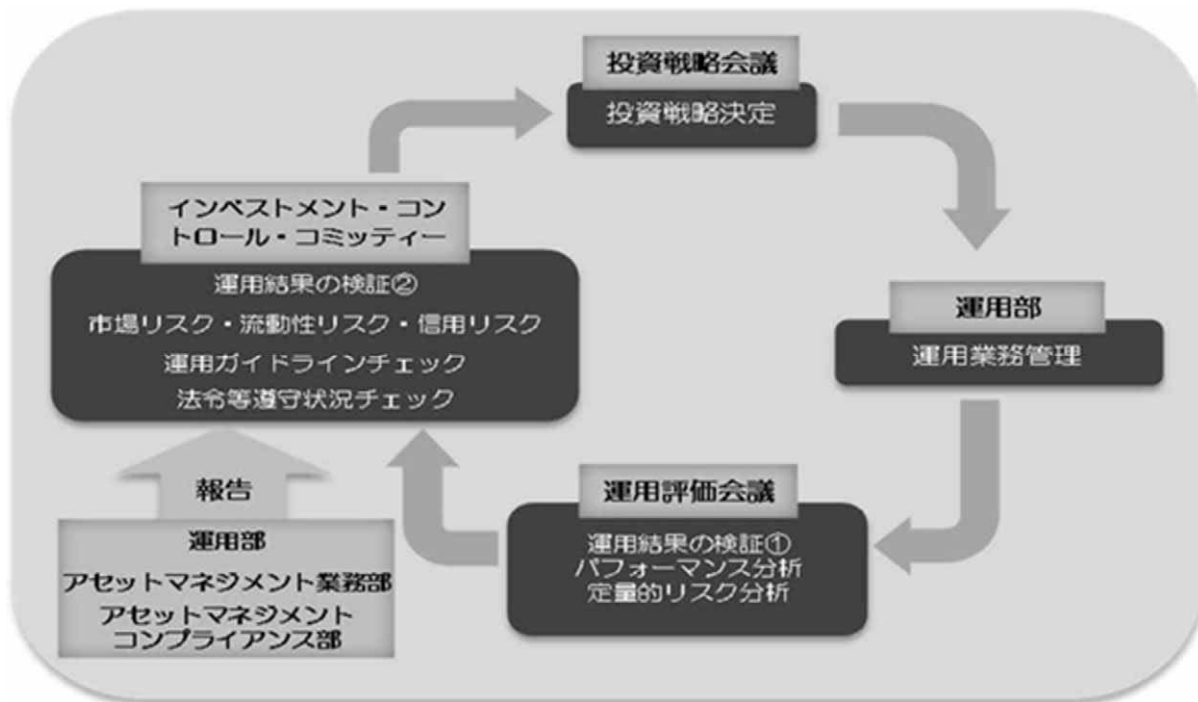 投資戦略会議
投資戦略決定
インベストメント・コン
トロール・コミッティー
運用結果の検証②
市場リスク・流動性リスク・信用リスク
運用ガイドラインチェック
法令等遵守状況チェック
運用部
運用業務管理
運用評価会議
運用結果の検証①
パフォーマンス分析
定量的リスク分析
報告
運用部
アセットマネジメント業務部
アセットマネジメント
コンプライアンス部